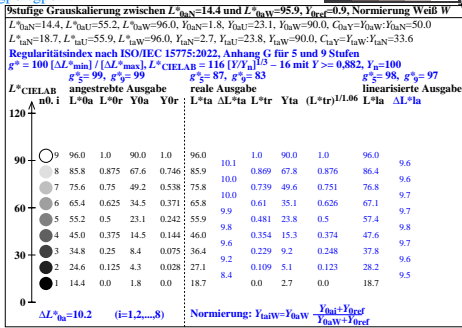 9stufige Graukalierung zwischen L*0aN=14.4 und L*0aW=95.9, Y0ref=0.9, Normierung Weiß W
L*0aN=14.4, L*0aU=55.2, L*0aW=96.0, Y0aN=1.8, Y0aU=23.1, Y0aW=90.0, C0aY=Y0aW:Y0aN=50.0
L*taN=18.7, L*taU=55.9, L*taW=96.0, YtaN=2.7, YtaU=23.8, YtaW=90.0, CtaY=YtaW:YtaN=33.6
Regularitätsindex nach ISO/IEC 15775:2022, Anhang G für 5 und 9 Stufen
g* = 100 [ΔL*min] / [ΔL*max], L*CIELAB = 116 [Y/Yn]1/3 - 16 mit Y >= 0,882, Yn=100
g*5= 99, g*9= 99 g*5= 87, g*9= 83 g*5= 98, g*9= 97
L*CIELAB angestrebte Ausgabe reale Ausgabe linearisierte Ausgabe
n0. i L*0a L*0r Y0a Y0r L*ta ΔL*ta L*tr Yta (L*tr)1/1.06 L*la ΔL*la
120
9 96.0 1.0 90.0 1.0 96.0 1.0 90.0 1.0 96.0
10.1 9.6
8 85.8 0.875 67.6 0.746 85.9 0.869 67.8 0.876 86.4
10.0 9.6
90
7 75.6 0.75 49.2 0.538 75.8 0.739 49.6 0.751 76.8
10.0 9.7
6 65.4 0.625 34.5 0.371 65.8 0.61 35.1 0.626 67.1
9.9 9.7
60
5 55.2 0.5 23.1 0.242 55.9 0.481 23.8 0.5 57.4
9.8 9.8
4 45.0 0.375 14.5 0.144 46.0 0.354 15.3 0.374 47.6
9.6 9.8
3 34.8 0.25 8.4 0.075 36.4 0.229 9.2 0.248 37.8
30
9.2 9.6
2 24.6 0.125 4.3 0.028 27.1 0.109 5.1 0.123 28.2
8.4 9.5
1 14.4 0.0 1.8 0.0 18.7 0.0 2.7 0.0 18.7
0
ΔL*0a=10.2 (i=1,2,...,8) Normierung: YtaiW=Y0aW Y0ai+Y0ref / Y0aW+Y0ref